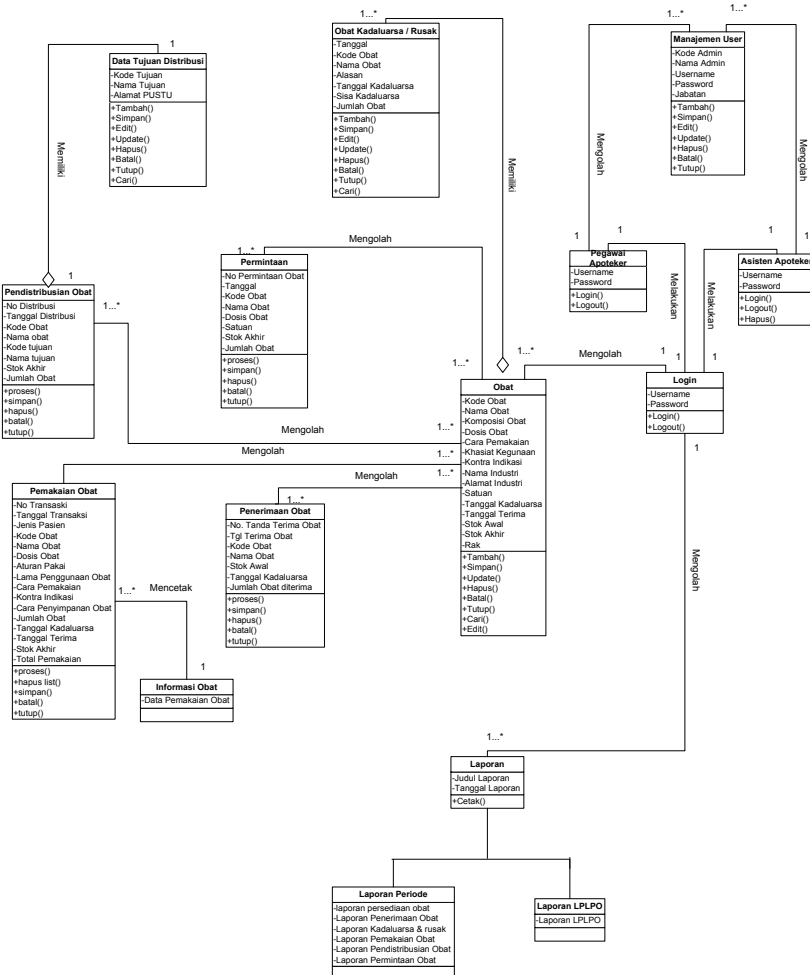 1
Data Tujuan Distribusi
-Kode Tujuan
-Nama Tujuan
-Alamat PUSTU
+Tambah()
+Simpan()
+Edit()
+Update()
+Hapus()
+Batal()
+Tutup()
+Cari()
Memiliki
1...*
Obat Kadaluarsa / Rusak
-Tanggal
-Kode Obat
-Nama Obat
-Alasan
-Tanggal Kadaluarsa
-Sisa Kadaluarsa
-Jumlah Obat
+Tambah()
+Simpan()
+Edit()
+Update()
+Hapus()
+Batal()
+Tutup()
+Cari()
Memiliki
1...*
1...*
Manajemen User
-Kode Admin
-Nama Admin
-Username
-Password
-Jabatan
+Tambah()
+Simpan()
+Edit()
+Update()
+Hapus()
+Batal()
+Tutup()
Mengolah
Mengolah
1
1
1
1
Pegawai
Apoteker
-Username
-Password
+Login()
+Logout()
Asisten Apoteker
-Username
-Password
+Login()
+Logout()
+Hapus()
Melakukan
Melakukan
1
1
1
Login
-Username
-Password
+Login()
+Logout()
1
Mengolah
1...*
Mengolah
1...*
Permintaan
-No Permintaan Obat
-Tanggal
-Kode Obat
-Nama Obat
-Dosis Obat
-Satuan
-Stok Akhir
-Jumlah Obat
+proses()
+simpan()
+hapus()
+batal()
+tutup()
Mengolah
1...*
1
Pendistribusian Obat
-No Distribusi
-Tanggal Distribusi
-Kode Obat
-Nama obat
-Kode tujuan
-Nama tujuan
-Stok Akhir
-Jumlah Obat
+proses()
+simpan()
+hapus()
+batal()
+tutup()
1...*
Mengolah
1...*
Obat
-Kode Obat
-Nama Obat
-Komposisi Obat
-Dosis Obat
-Cara Pemakaian
-Khasiat Kegunaan
-Kontra Indikasi
-Nama Industri
-Alamat Industri
-Satuan
-Tanggal Kadaluarsa
-Tanggal Terima
-Stok Awal
-Stok Akhir
-Rak
+Tambah()
+Simpan()
+Update()
+Hapus()
+Batal()
+Tutup()
+Cari()
+Edit()
Mengolah
1...*
Mengolah
1...*
1...*
Pemakaian Obat
-No Transaski
-Tanggal Transaksi
-Jenis Pasien
-Kode Obat
-Nama Obat
-Dosis Obat
-Aturan Pakai
-Lama Penggunaan Obat
-Cara Pemakaian
-Kontra Indikasi
-Cara Penyimpanan Obat
-Jumlah Obat
-Tanggal Kadaluarsa
-Tanggal Terima
-Stok Akhir
-Total Pemakaian
+proses()
+hapus list()
+simpan()
+batal()
+tutup()
Penerimaan Obat
-No. Tanda Terima Obat
-Tgl Terima Obat
-Kode Obat
-Nama Obat
-Stok Awal
-Tanggal Kadaluarsa
-Jumlah Obat diterima
+proses()
+simpan()
+hapus()
+batal()
+tutup()
1...*
Mencetak
1
Informasi Obat
-Data Pemakaian Obat
1...*
Laporan
-Judul Laporan
-Tanggal Laporan
+Cetak()
Laporan Periode
-laporan persediaan obat
-Laporan Penerimaan Obat
-Laporan Kadaluarsa & rusak
-Laporan Pemakaian Obat
-Laporan Pendistribusian Obat
-Laporan Permintaan Obat
Laporan LPLPO
-Laporan LPLPO